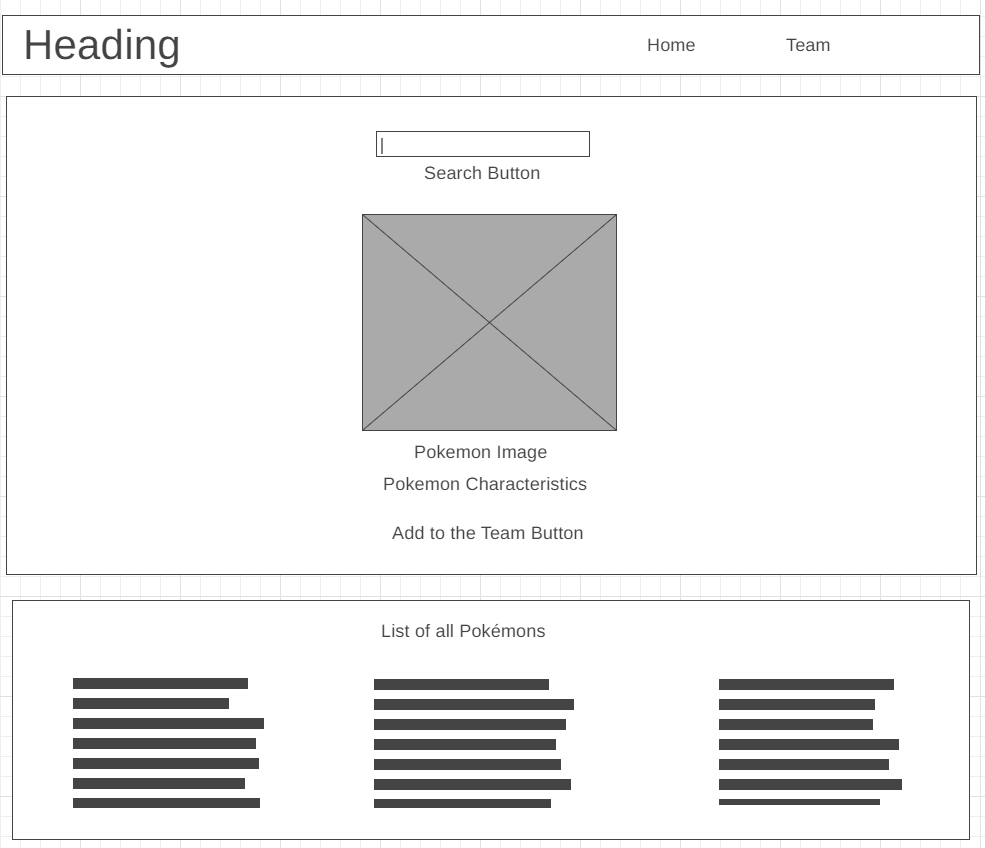 Heading
Home
Team
Search Button
Pokemon Image
Pokemon Characteristics
Add to the Team Button
List of all Pokémons